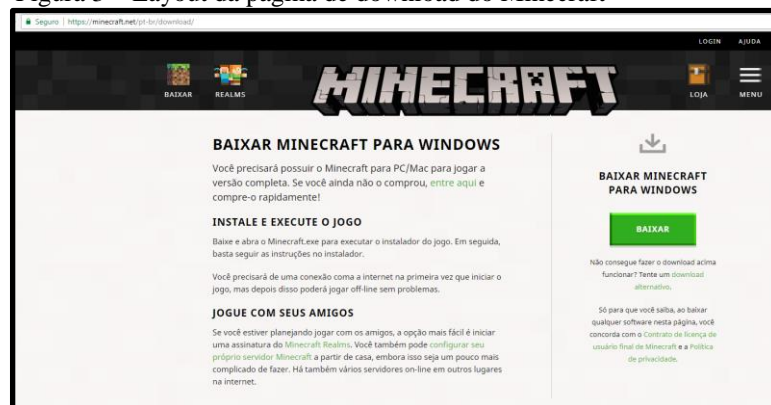 Figura 3 – Layout da página de download do Minecraft
Seguro | https://minecraft.net/pt-br/download/
LOGIN AJUDA
BAIXAR REALMS MINECRAFT LOJA MENU
BAIXAR MINECRAFT PARA WINDOWS
Você precisará possuir o Minecraft para PC/Mac para jogar a
versão completa. Se você ainda não o comprou, entre aqui e
compre-o rapidamente!
INSTALE E EXECUTE O JOGO
Baixe e abra o Minecraft.exe para executar o instalador do jogo. Em seguida,
basta seguir as instruções no instalador.
Você precisará de uma conexão coma a internet na primeira vez que iniciar o
jogo, mas depois disso poderá jogar off-line sem problemas.
JOGUE COM SEUS AMIGOS
Se você estiver planejando jogar com os amigos, a opção mais fácil é iniciar
uma assinatura do Minecraft Realms. Você também pode configurar seu
próprio servidor Minecraft a partir de casa, embora isso seja um pouco mais
complicado de fazer. Há também vários servidores on-line em outros lugares
na internet.
BAIXAR MINECRAFT
PARA WINDOWS
BAIXAR
Não consegue fazer o download acima
funcionar? Tente um download
alternativo.
Só para que você saiba, ao baixar
qualquer software nesta página, você
concorda com o Contrato de licença de
usuário final de Minecraft e a Política
de privacidade.